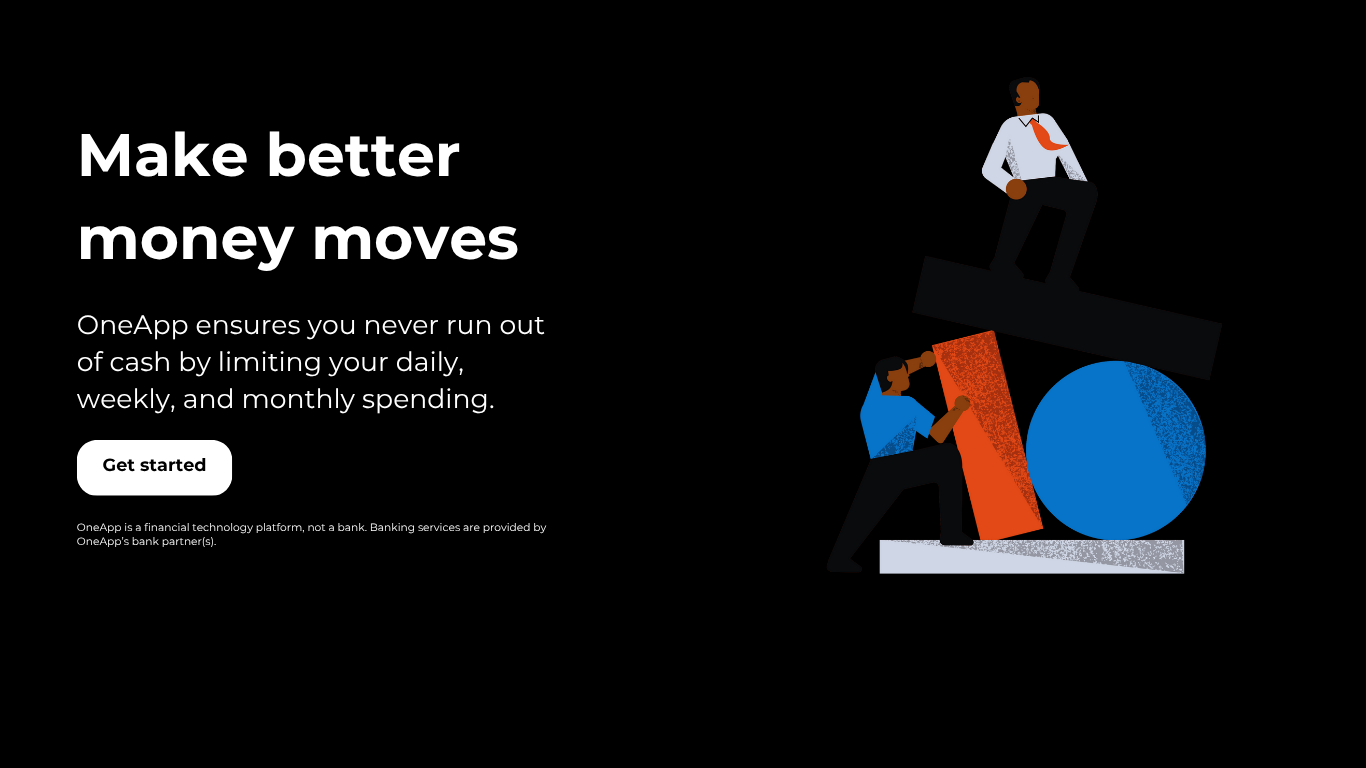 Make better
money moves
OneApp ensures you never run out
of cash by limiting your daily,
weekly, and monthly spending.
Get started
OneApp is a financial technology platform, not a bank. Banking services are provided by
OneApp’s bank partner(s).